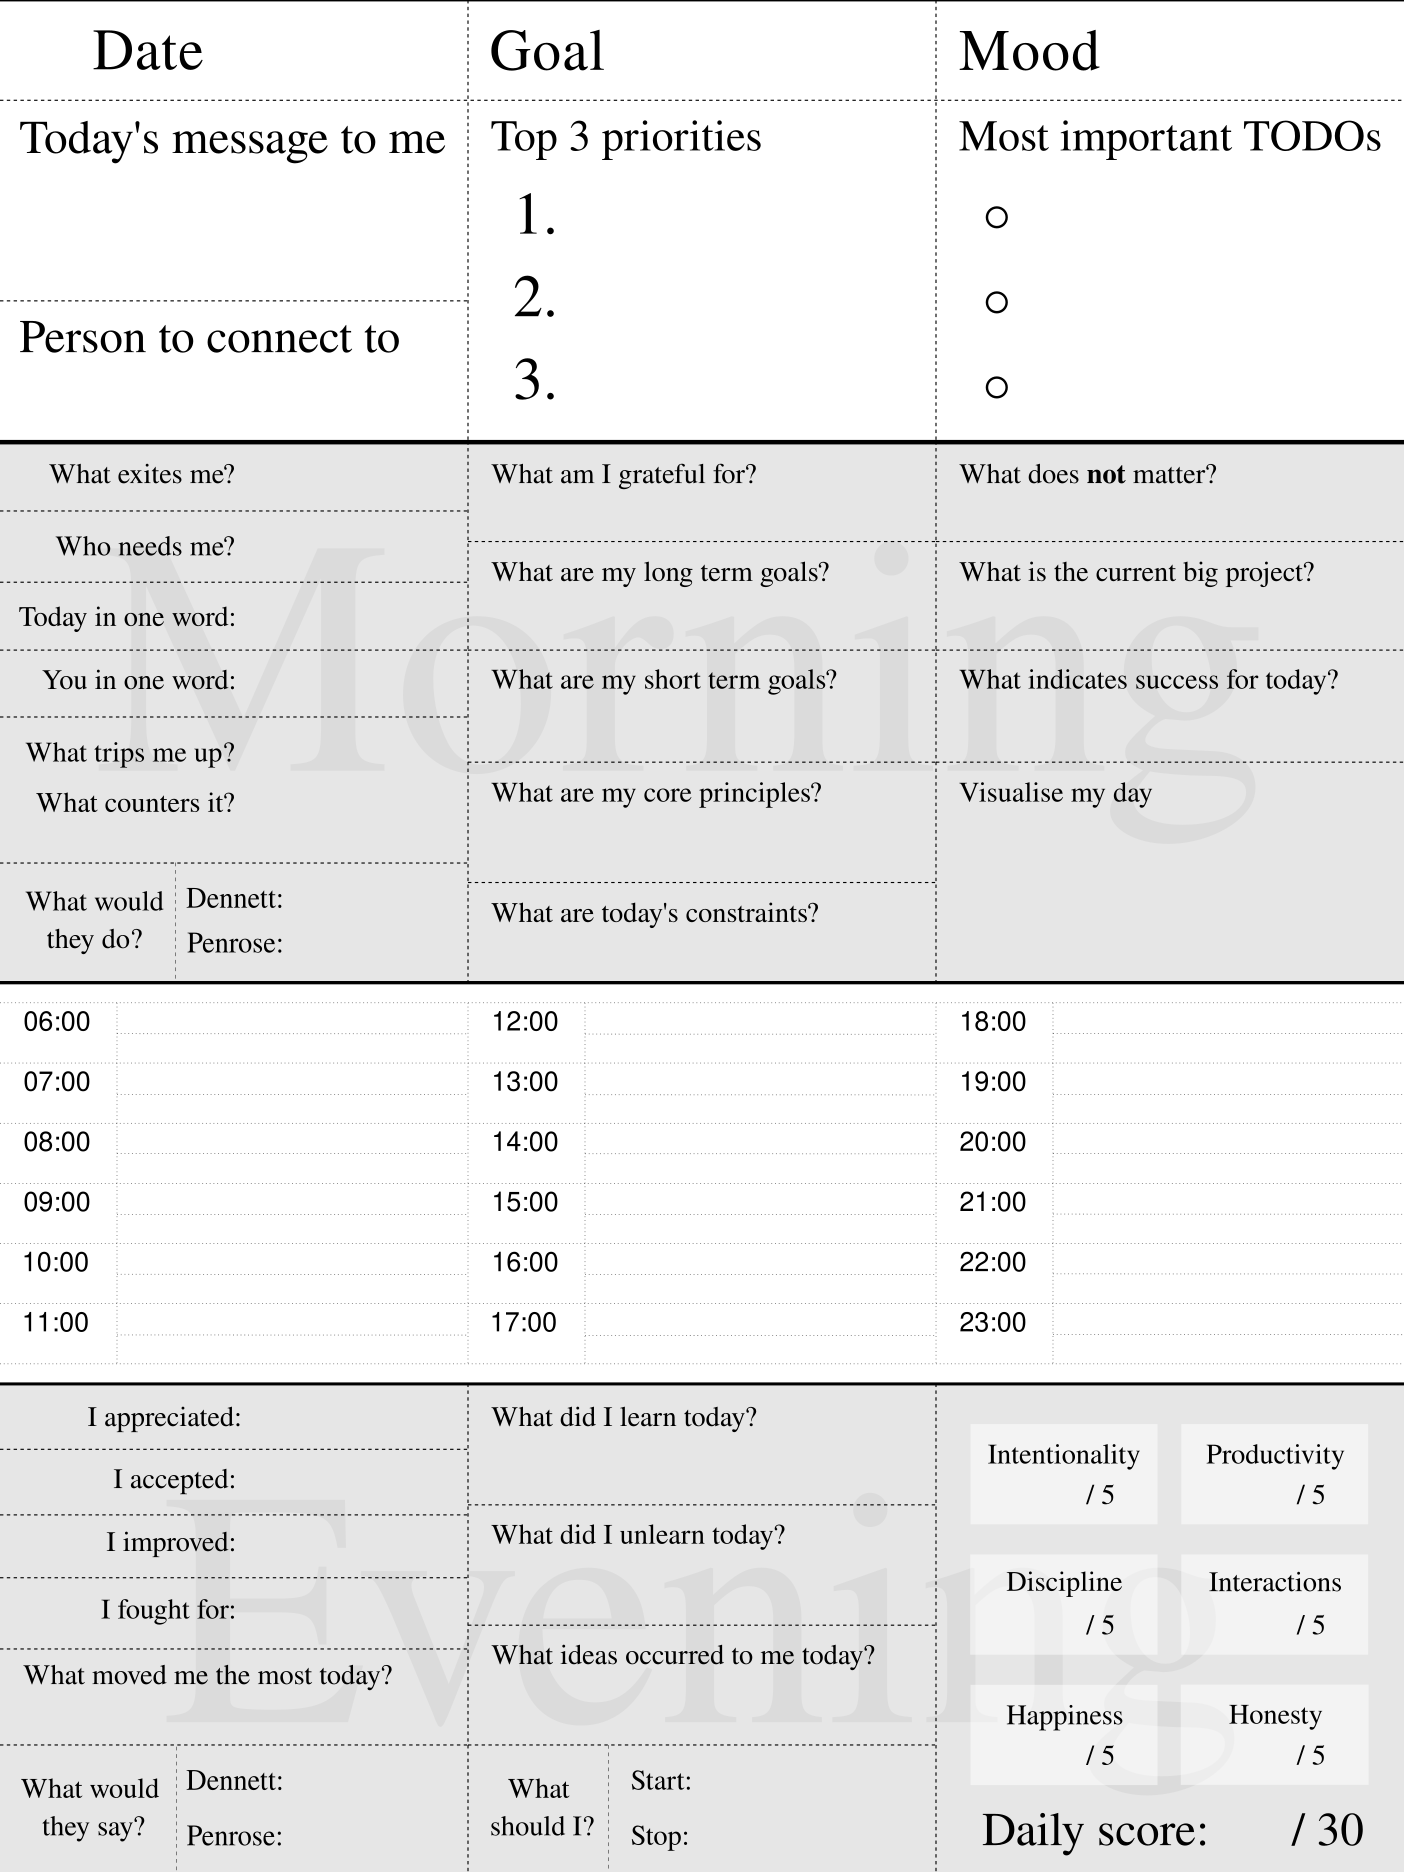 Date
Goal
Mood
Today's message to me
Person to connect to
Top 3 priorities
1.
2.
3.
Most important TODOs
Morning
What exites me?
Who needs me?
Today in one word:
You in one word:
What trips me up?
What counters it?
What would
they do?
Dennett:
Penrose:
What am I grateful for?
What are my long term goals?
What are my short term goals?
What are my core principles?
What are today's constraints?
What does not matter?
What is the current big project?
What indicates success for today?
Visualise my day
06:00
07:00
08:00
09:00
10:00
11:00
12:00
13:00
14:00
15:00
16:00
17:00
18:00
19:00
20:00
21:00
22:00
23:00
Evening
I appreciated:
I accepted:
I improved:
I fought for:
What moved me the most today?
What would
they say?
Dennett:
Penrose:
What did I learn today?
What did I unlearn today?
What ideas occurred to me today?
What
should I?
Start:
Stop:
Intentionality
/ 5
Productivity
/ 5
Discipline
/ 5
Interactions
/ 5
Happiness
/ 5
Honesty
/ 5
Daily score: / 30